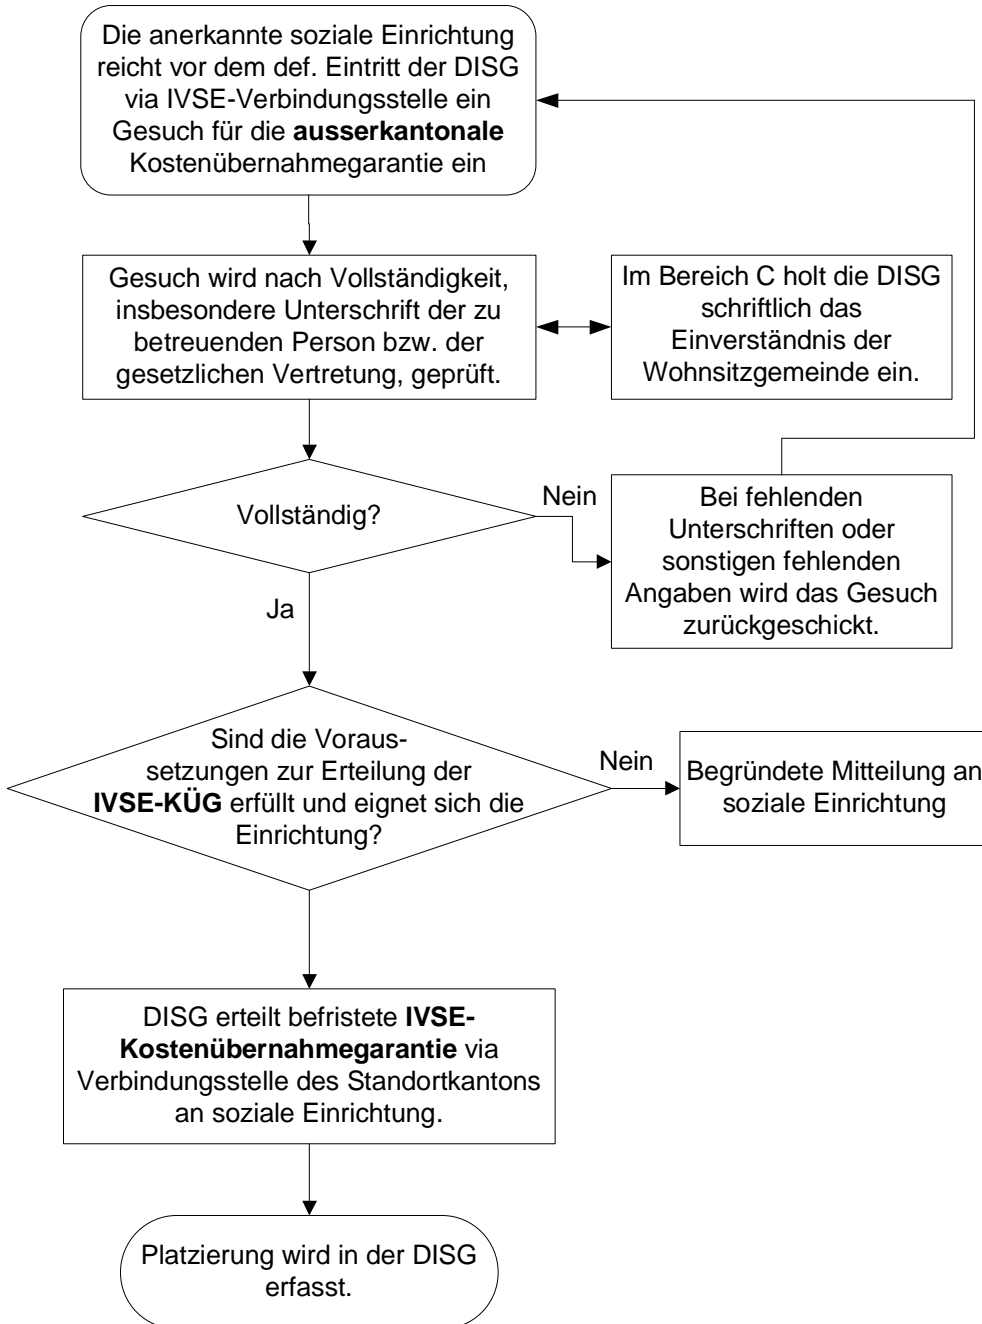 Die anerkannte soziale Einrichtung
reicht vor dem def. Eintritt der DISG
via IVSE-Verbindungsstelle ein
Gesuch für die ausserkantonale
Kostenübernahmegarantie ein
Gesuch wird nach Vollständigkeit,
insbesondere Unterschrift der zu
betreuenden Person bzw. der
gesetzlichen Vertretung, geprüft.
Im Bereich C holt die DISG
schriftlich das
Einverständnis der
Wohnsitzgemeinde ein.
Vollständig?
Nein
Bei fehlenden
Unterschriften oder
sonstigen fehlenden
Angaben wird das Gesuch
zurückgeschickt.
Ja
Sind die Voraus-
setzungen zur Erteilung der
IVSE-KÜG erfüllt und eignet sich die
Einrichtung?
Nein
Begründete Mitteilung an
soziale Einrichtung
DISG erteilt befristete IVSE-
Kostenübernahmegarantie via
Verbindungsstelle des Standortkantons
an soziale Einrichtung.
Platzierung wird in der DISG
erfasst.